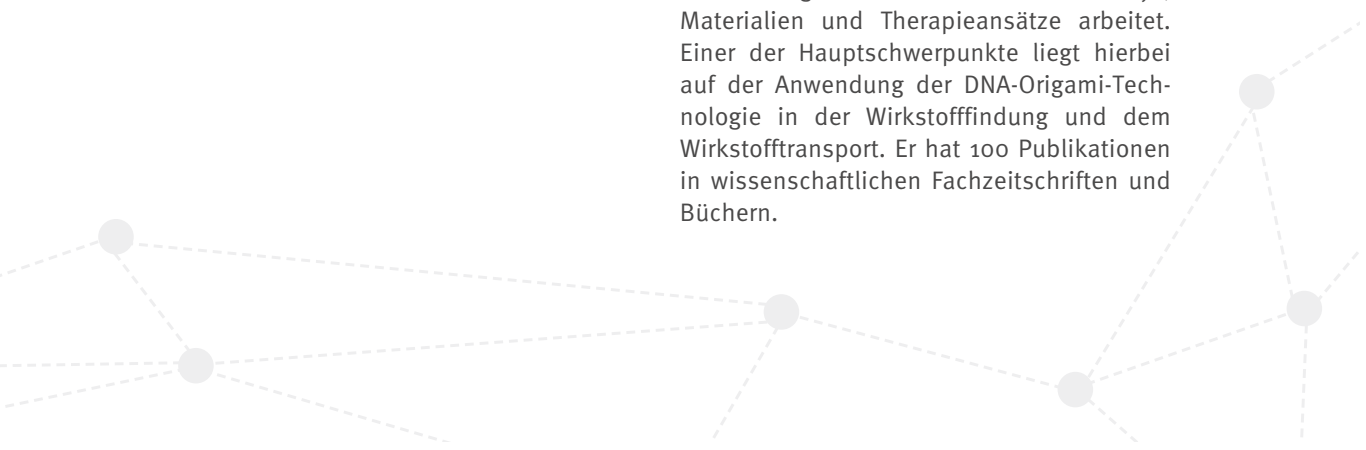 Materialien und Therapieansätze arbeitet.
Einer der Hauptschwerpunkte liegt hierbei
auf der Anwendung der DNA-Origami-Tech-
nologie in der Wirkstofffindung und dem
Wirkstofftransport. Er hat 100 Publikationen
in wissenschaftlichen Fachzeitschriften und
Büchern.